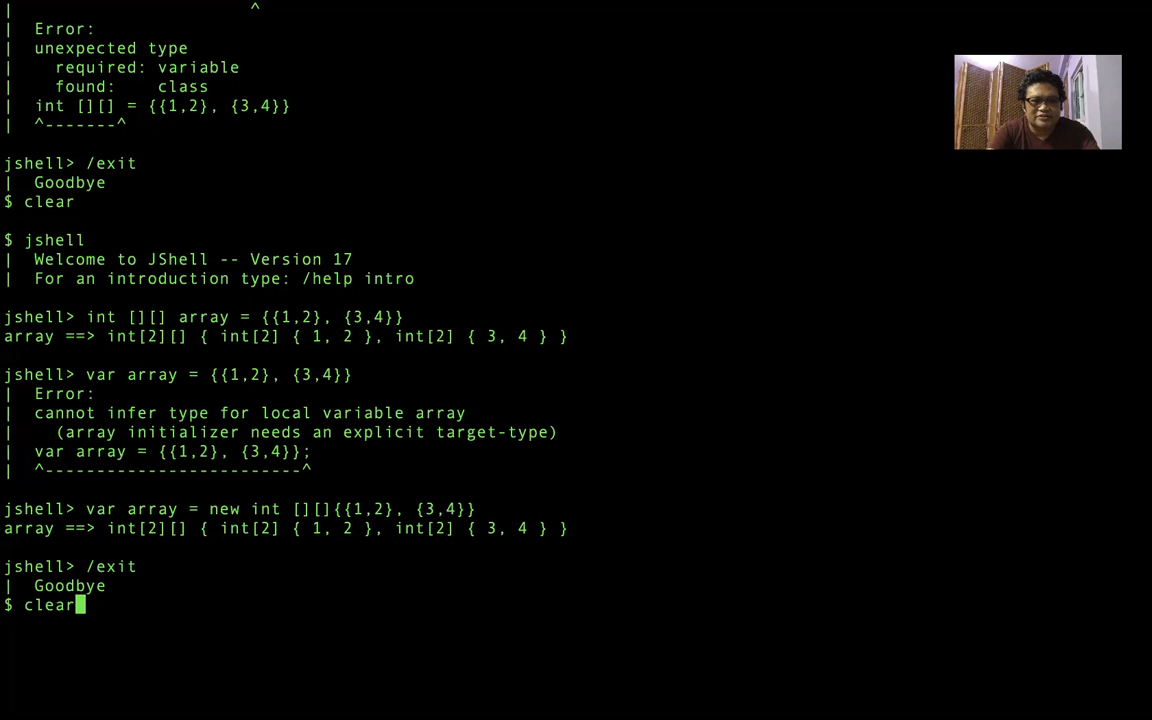 |                       ^
|  Error:
|  unexpected type
|    required: variable
|    found:    class
|  int [][] = {{1,2}, {3,4}}
|  ^-------^
jshell> /exit
|  Goodbye
$ clear
$ jshell
|  Welcome to JShell -- Version 17
|  For an introduction type: /help intro
jshell> int [][] array = {{1,2}, {3,4}}
array ==> int[2][] { int[2] { 1, 2 }, int[2] { 3, 4 } }
jshell> var array = {{1,2}, {3,4}}
|  Error:
|  cannot infer type for local variable array
|    (array initializer needs an explicit target-type)
|  var array = {{1,2}, {3,4}};
|  ^-------------------------^
jshell> var array = new int [][]{{1,2}, {3,4}}
array ==> int[2][] { int[2] { 1, 2 }, int[2] { 3, 4 } }
jshell> /exit
|  Goodbye
$ clear